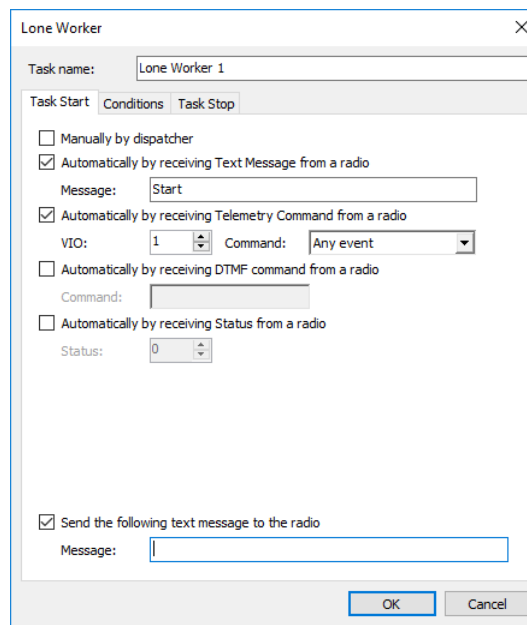 Lone Worker
Task name: Lone Worker 1
Task Start Conditions Task Stop
Manually by dispatcher
Automatically by receiving Text Message from a radio
Message: Start
Automatically by receiving Telemetry Command from a radio
VIO: 1 Command: Any event
Automatically by receiving DTMF command from a radio
Command:
Automatically by receiving Status from a radio
Status: 0
Send the following text message to the radio
Message:
OK Cancel